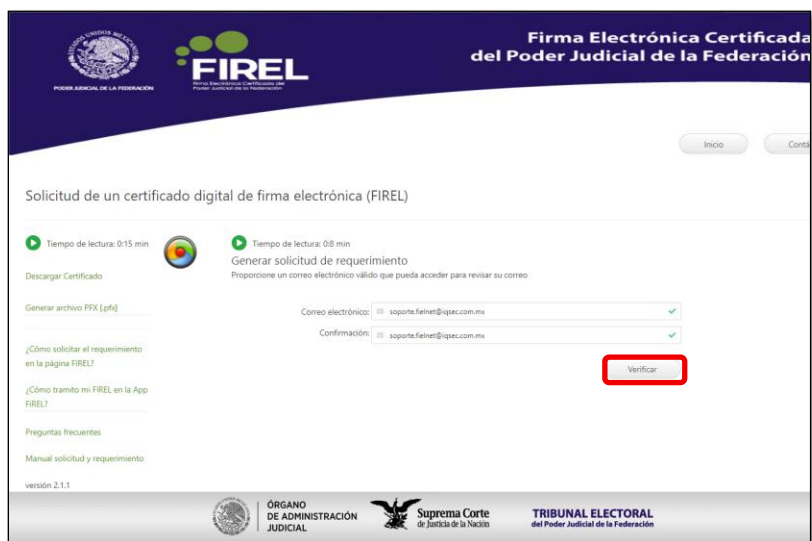 Firma Electrónica Certificada
del Poder Judicial de la Federación
ESTADOS UNIDOS MEXICANOS
PODER JUDICIAL DE LA FEDERACIÓN
FIREL
Firma Electrónica Certificada del
Poder Judicial de la Federación
Inicio
Contá
Solicitud de un certificado digital de firma electrónica (FIREL)
Tiempo de lectura: 0:15 min
Descargar Certificado
Generar archivo PFX [.pfx]
¿Cómo solicitar el requerimiento
en la página FIREL?
¿Cómo tramito mi FIREL en la App
FIREL?
Preguntas frecuentes
Manual solicitud y requerimiento
versión 2.1.1
Tiempo de lectura: 0:8 min
Generar solicitud de requerimiento
Proporcione un correo electrónico válido que pueda acceder para revisar su correo
Correo electrónico: soporte.fielnet@iqsec.com.mx
Confirmación: soporte.fielnet@iqsec.com.mx
Verificar
ÓRGANO
DE ADMINISTRACIÓN
JUDICIAL
Suprema Corte
de Justicia de la Nación
TRIBUNAL ELECTORAL
del Poder Judicial de la Federación